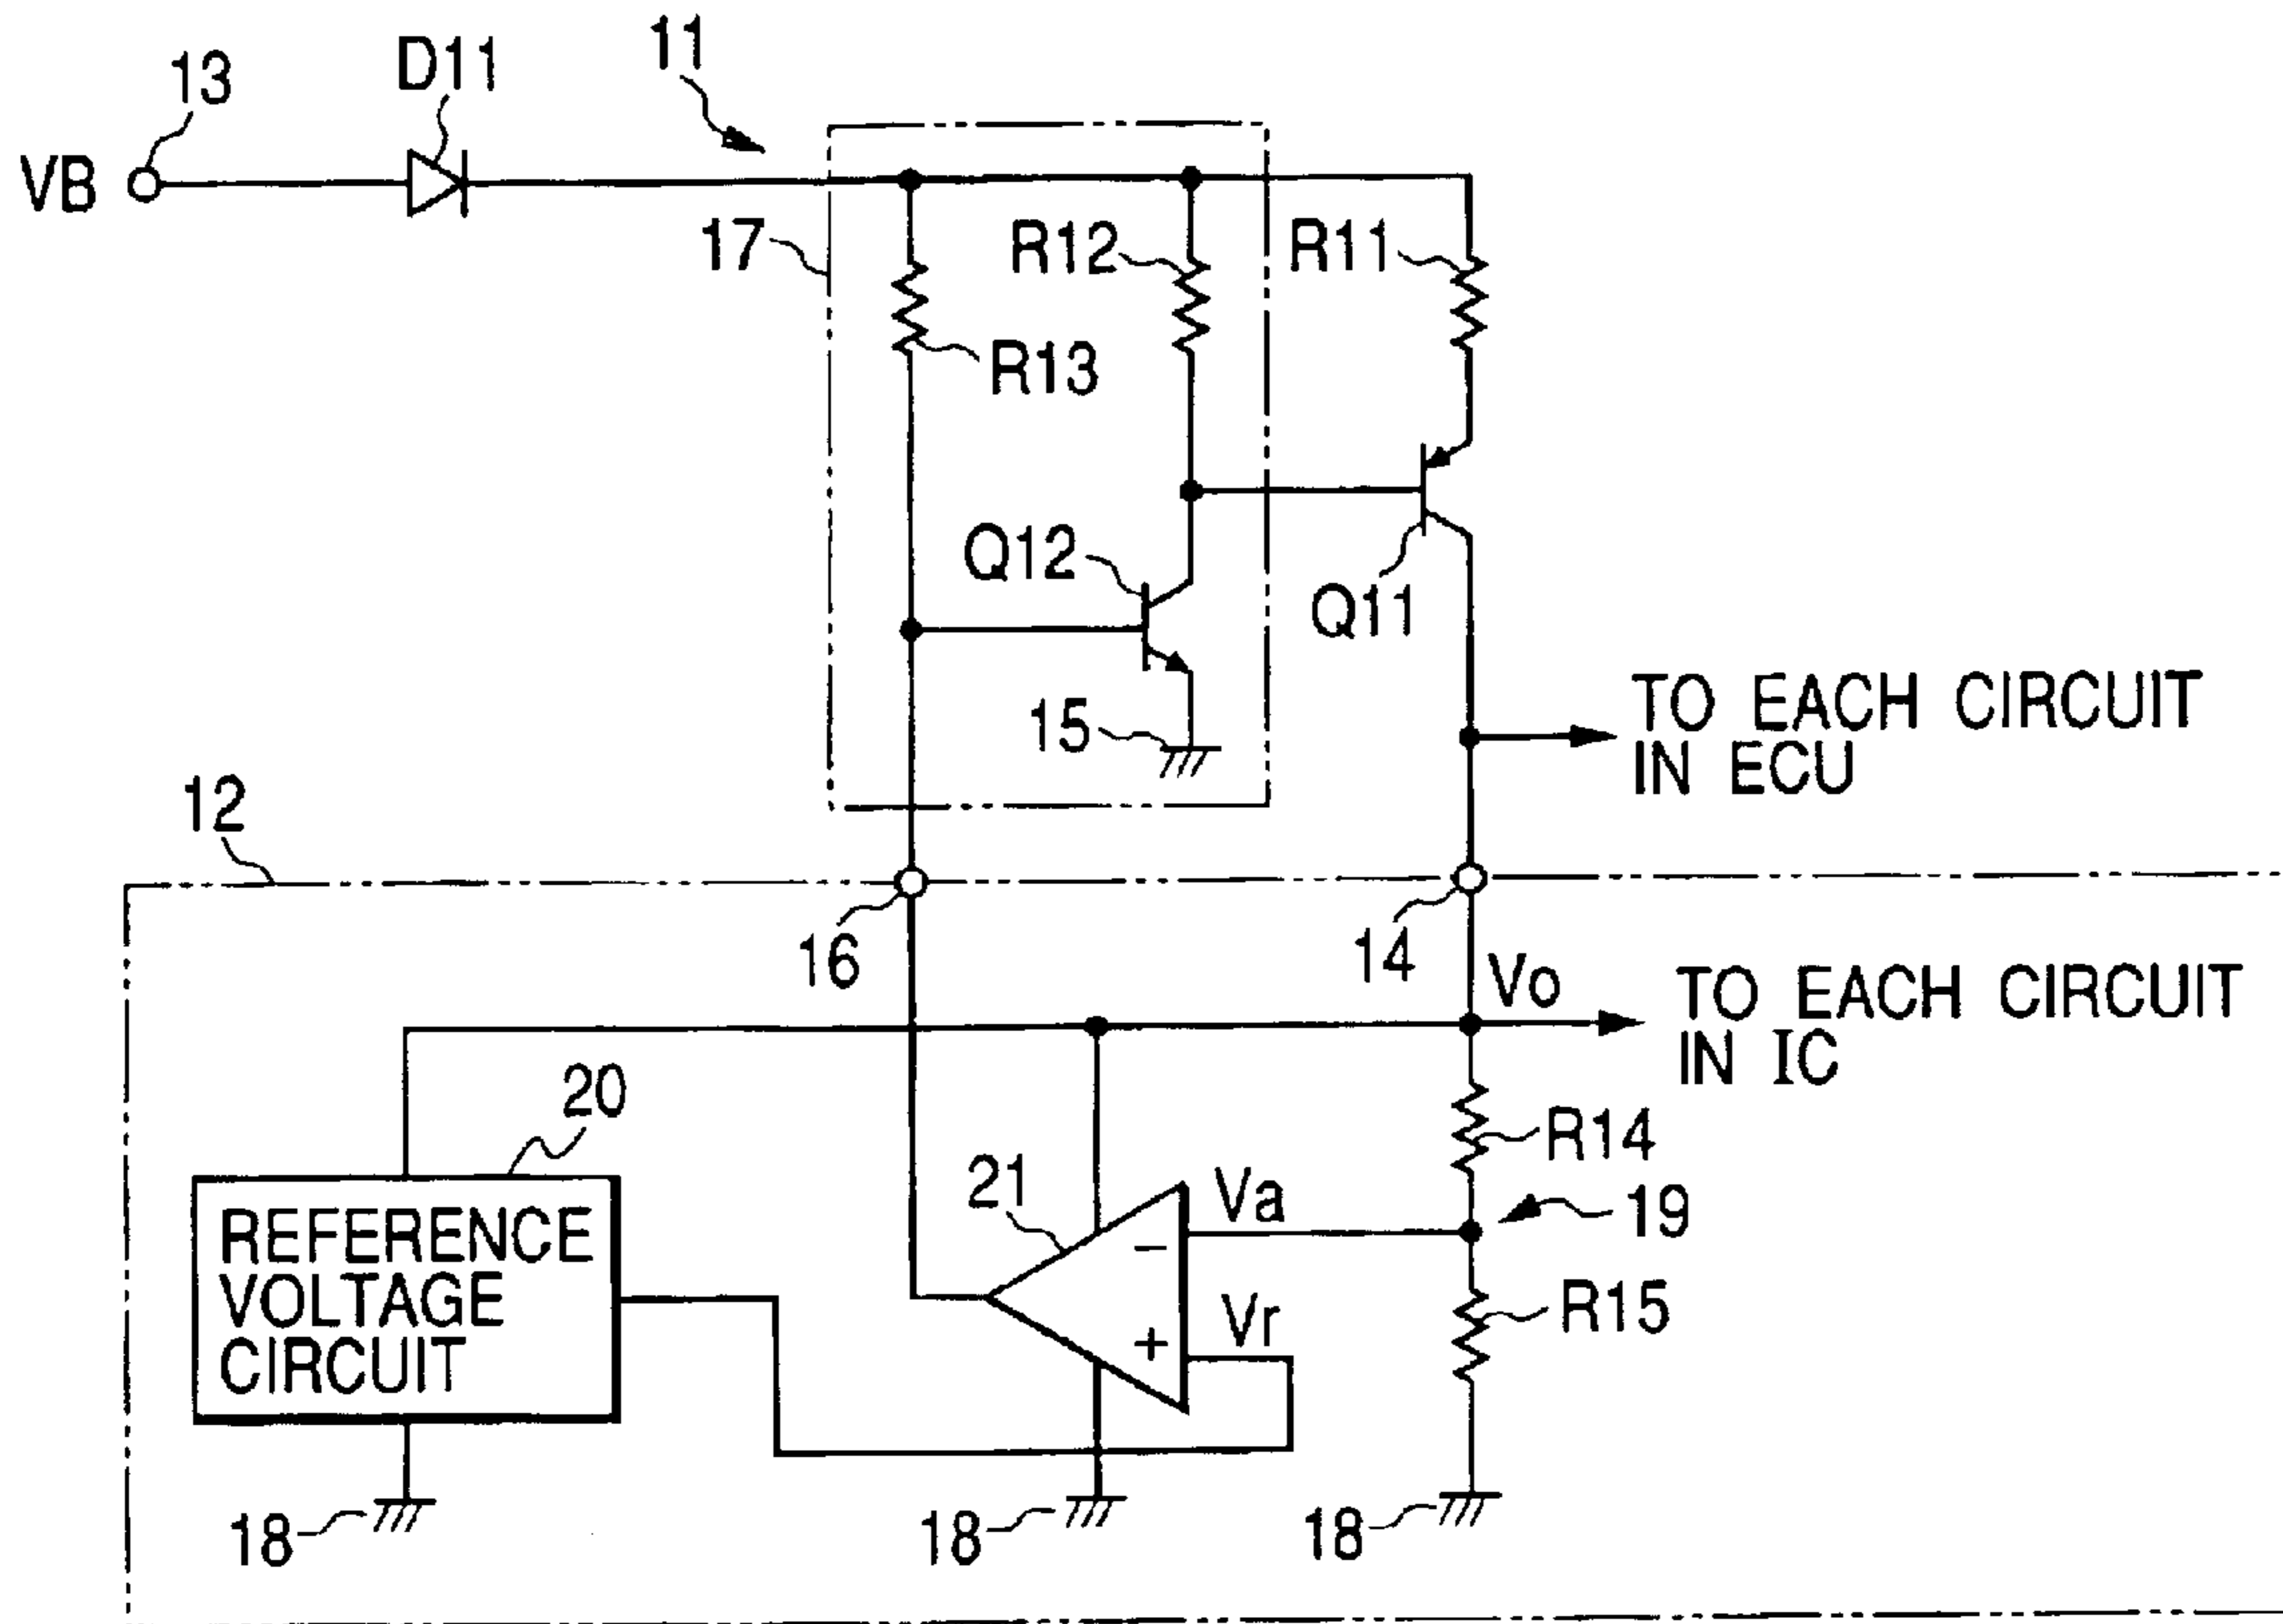 11
13
D11
VB
17
R12
R11
R13
Q12
Q11
15
TO EACH CIRCUIT
IN ECU
12
16
14
Vo
TO EACH CIRCUIT
IN IC
20
R14
21
Va
19
REFERENCE
VOLTAGE
CIRCUIT
−
Vr
R15
+
18
18
18